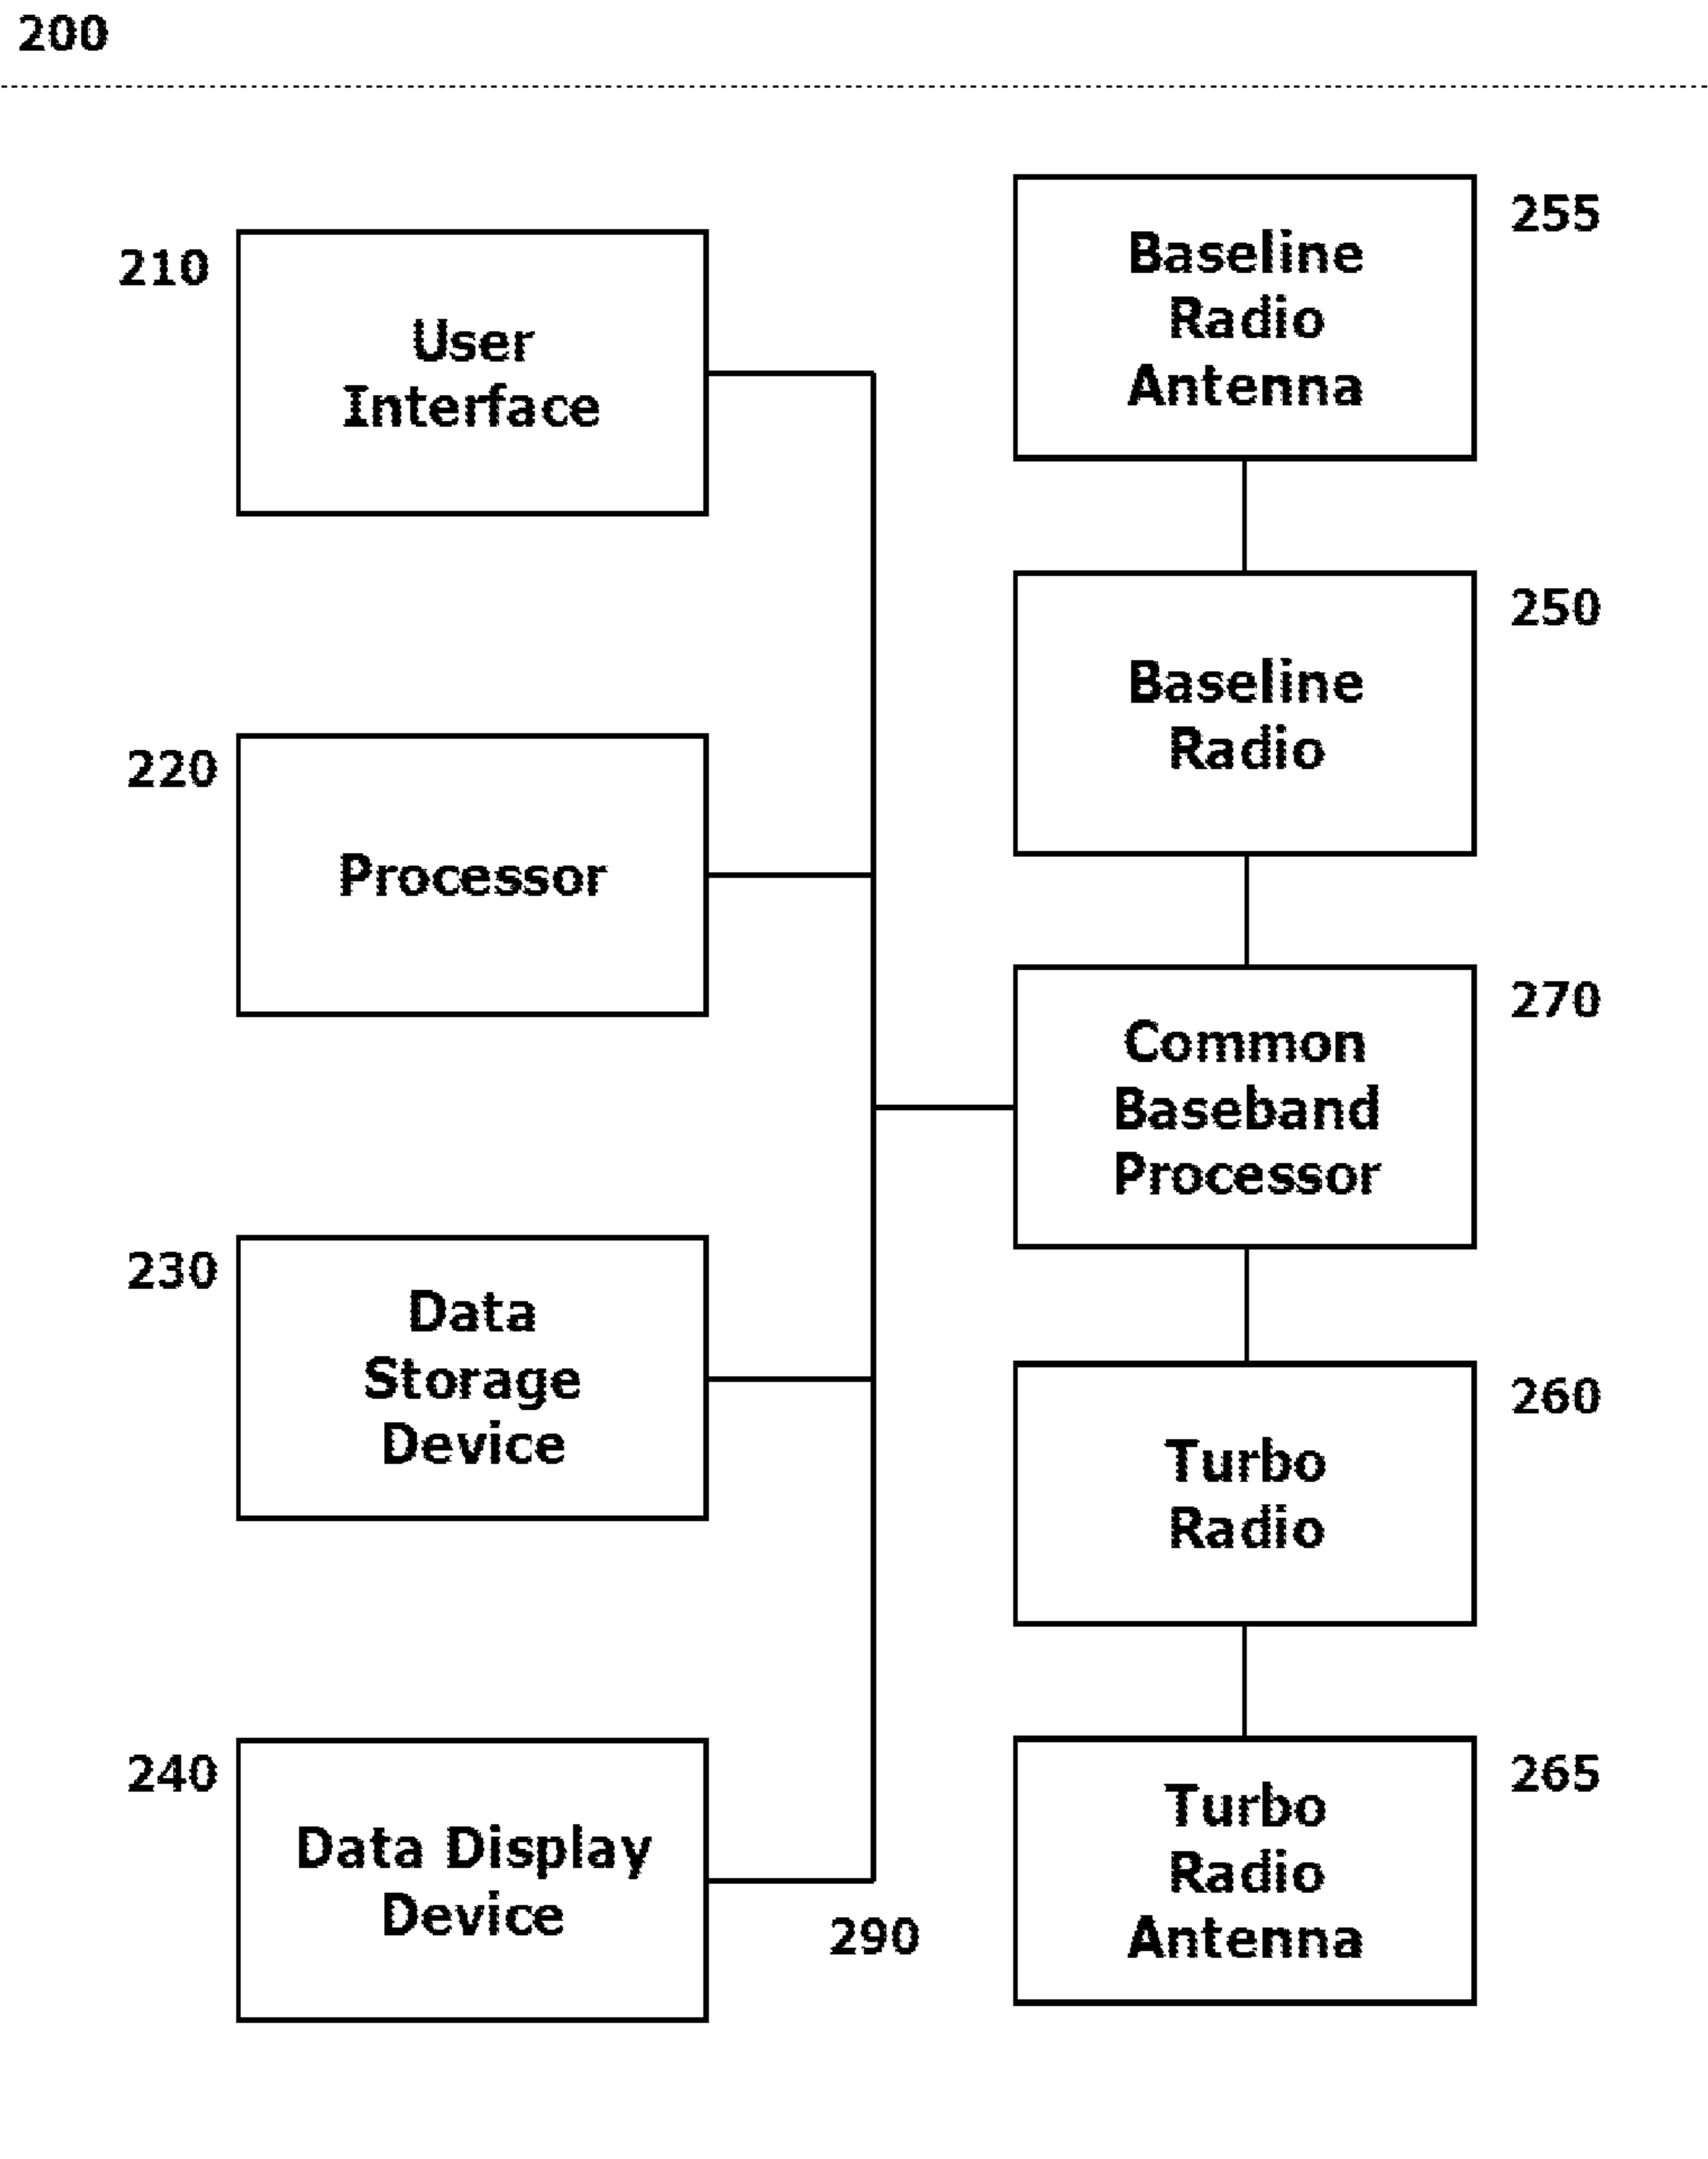 200
210
User
Interface
220
Processor
230
Data
Storage
Device
240
Data Display
Device
290
255
Baseline
Radio
Antenna
250
Baseline
Radio
270
Common
Baseband
Processor
260
Turbo
Radio
265
Turbo
Radio
Antenna